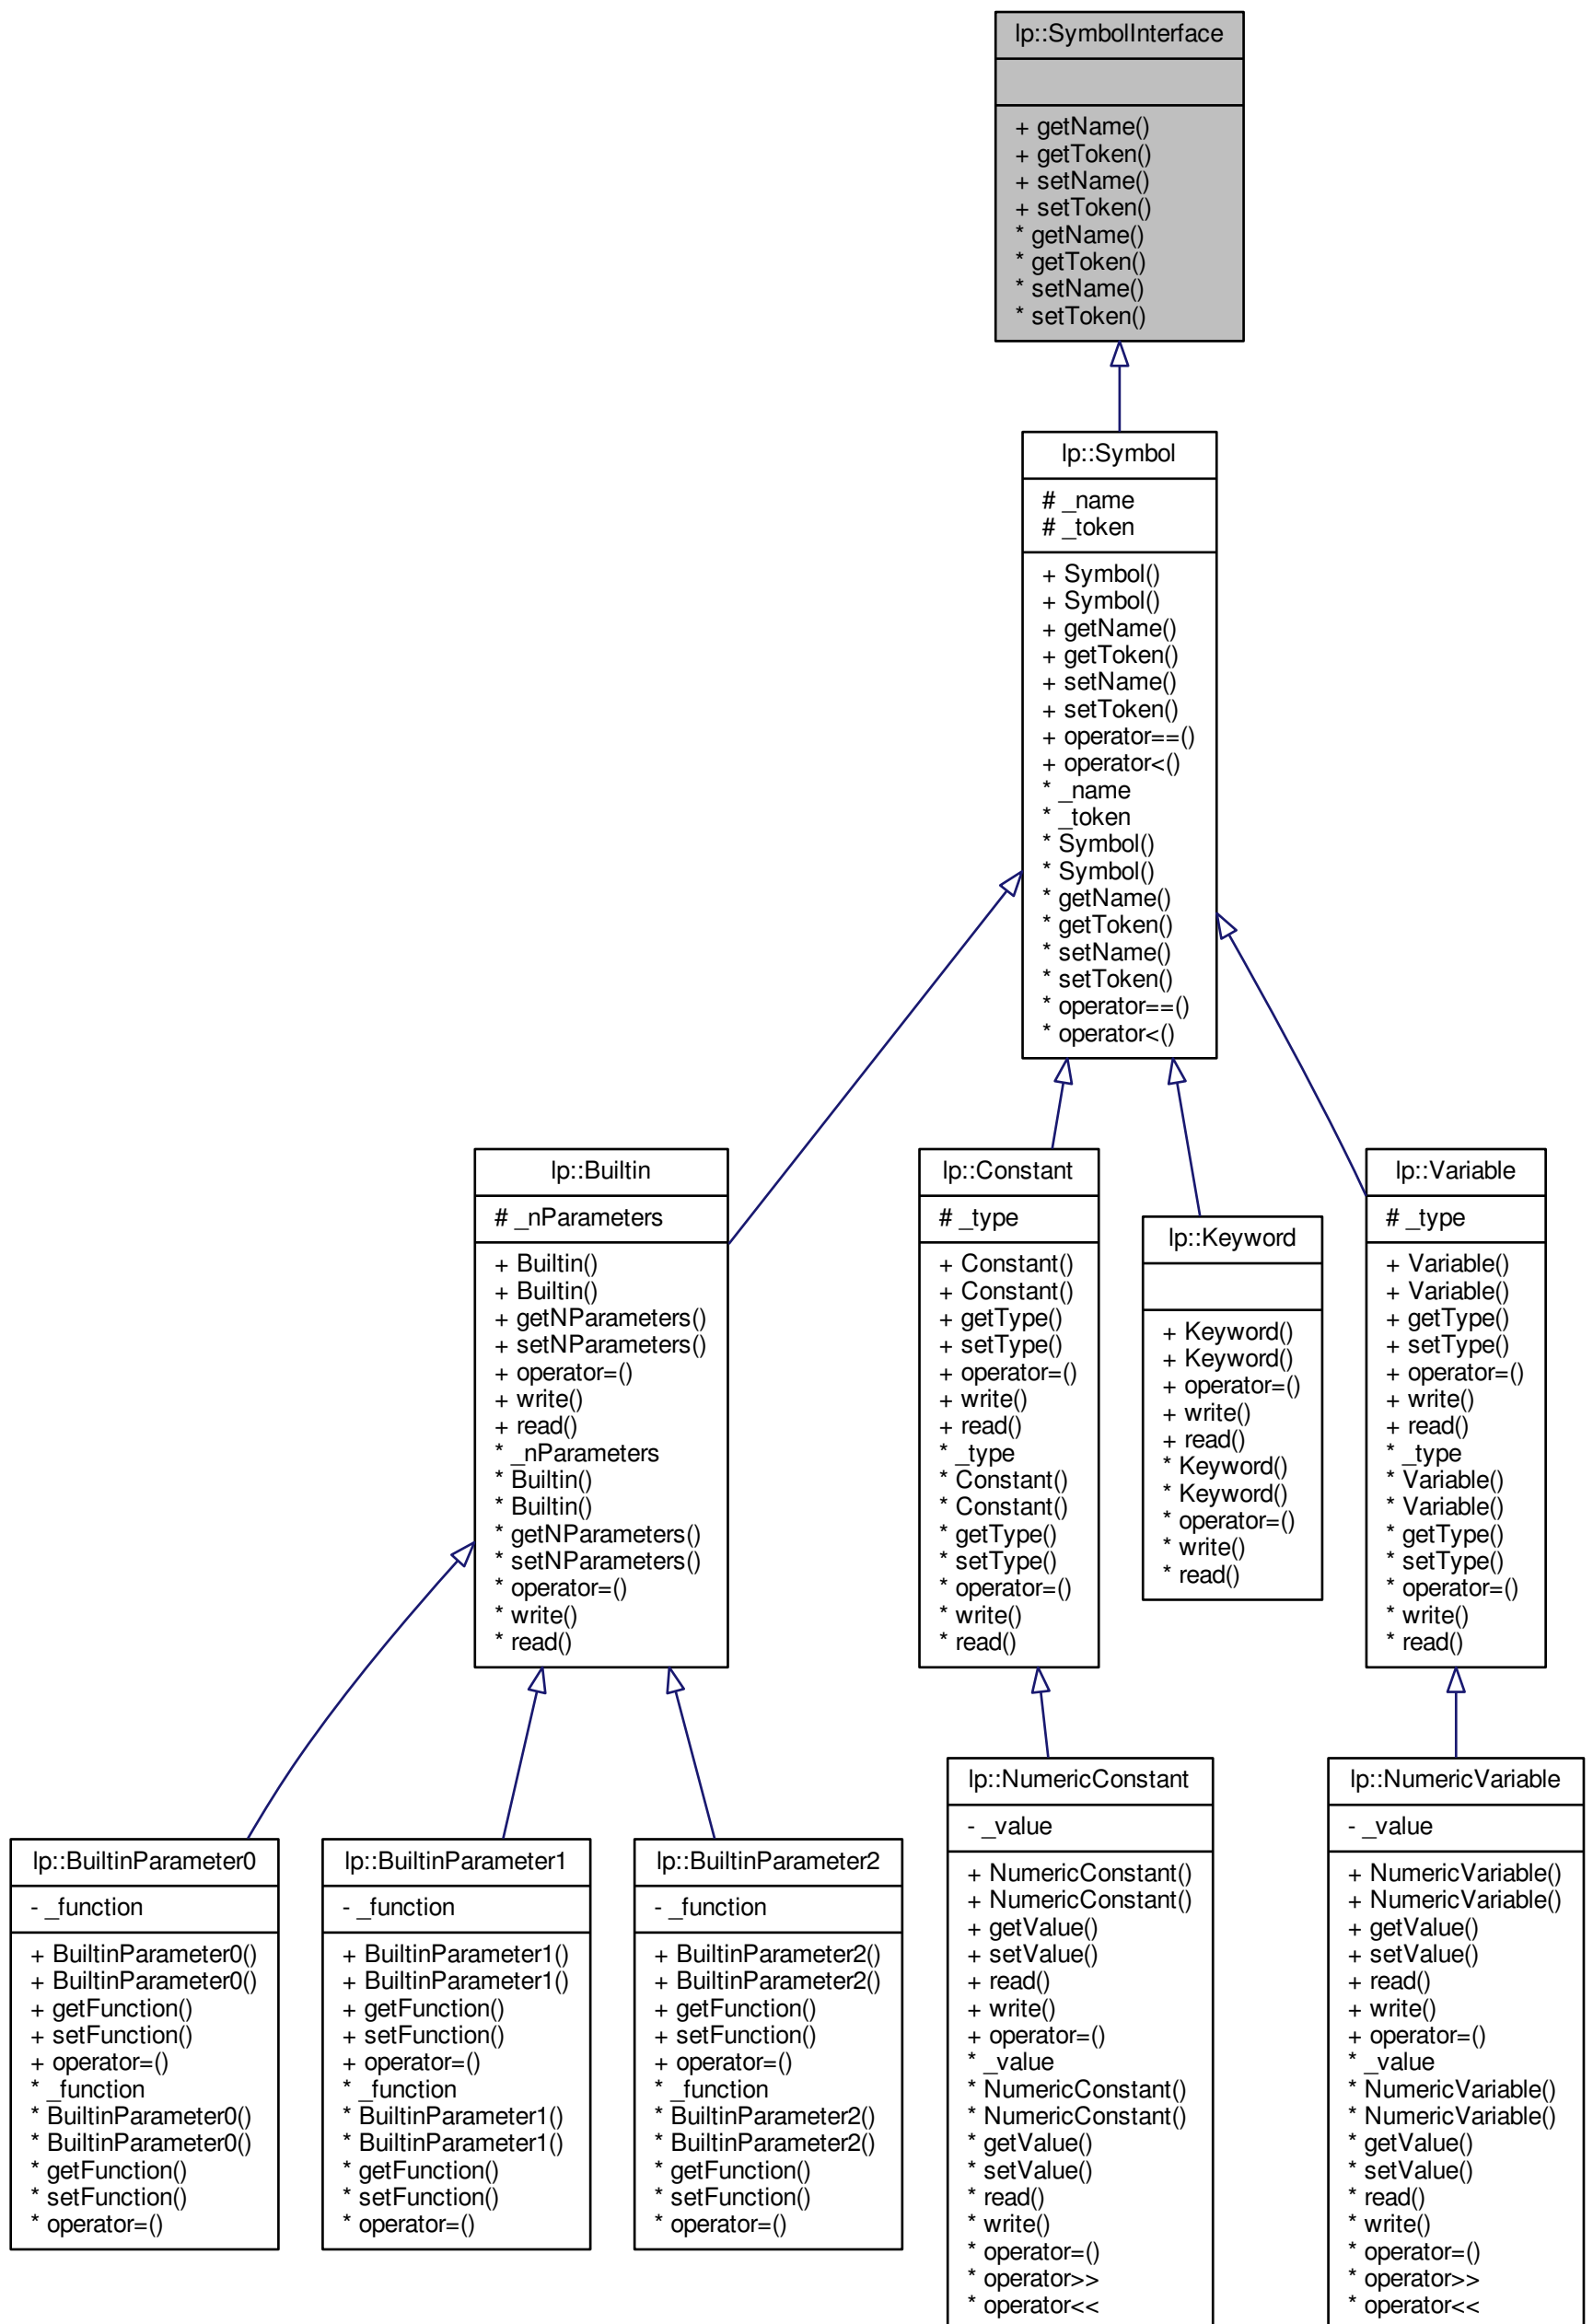 lp::SymbolInterface
+ getName()
+ getToken()
+ setName()
+ setToken()
* getName()
* getToken()
* setName()
* setToken()
lp::Symbol
# _name
# _token
+ Symbol()
+ Symbol()
+ getName()
+ getToken()
+ setName()
+ setToken()
+ operator==()
+ operator<()
* _name
* _token
* Symbol()
* Symbol()
* getName()
* getToken()
* setName()
* setToken()
* operator==()
* operator<()
lp::Builtin
# _nParameters
+ Builtin()
+ Builtin()
+ getNParameters()
+ setNParameters()
+ operator=()
+ write()
+ read()
* _nParameters
* Builtin()
* Builtin()
* getNParameters()
* setNParameters()
* operator=()
* write()
* read()
lp::Constant
# _type
+ Constant()
+ Constant()
+ getType()
+ setType()
+ operator=()
+ write()
+ read()
* _type
* Constant()
* Constant()
* getType()
* setType()
* operator=()
* write()
* read()
lp::Keyword
+ Keyword()
+ Keyword()
+ operator=()
+ write()
+ read()
* Keyword()
* Keyword()
* operator=()
* write()
* read()
lp::Variable
# _type
+ Variable()
+ Variable()
+ getType()
+ setType()
+ operator=()
+ write()
+ read()
* _type
* Variable()
* Variable()
* getType()
* setType()
* operator=()
* write()
* read()
lp::BuiltinParameter0
- _function
+ BuiltinParameter0()
+ BuiltinParameter0()
+ getFunction()
+ setFunction()
+ operator=()
* _function
* BuiltinParameter0()
* BuiltinParameter0()
* getFunction()
* setFunction()
* operator=()
lp::BuiltinParameter1
- _function
+ BuiltinParameter1()
+ BuiltinParameter1()
+ getFunction()
+ setFunction()
+ operator=()
* _function
* BuiltinParameter1()
* BuiltinParameter1()
* getFunction()
* setFunction()
* operator=()
lp::BuiltinParameter2
- _function
+ BuiltinParameter2()
+ BuiltinParameter2()
+ getFunction()
+ setFunction()
+ operator=()
* _function
* BuiltinParameter2()
* BuiltinParameter2()
* getFunction()
* setFunction()
* operator=()
lp::NumericConstant
- _value
+ NumericConstant()
+ NumericConstant()
+ getValue()
+ setValue()
+ read()
+ write()
+ operator=()
* _value
* NumericConstant()
* NumericConstant()
* getValue()
* setValue()
* read()
* write()
* operator=()
* operator>>
* operator<<
lp::NumericVariable
- _value
+ NumericVariable()
+ NumericVariable()
+ getValue()
+ setValue()
+ read()
+ write()
+ operator=()
* _value
* NumericVariable()
* NumericVariable()
* getValue()
* setValue()
* read()
* write()
* operator=()
* operator>>
* operator<<